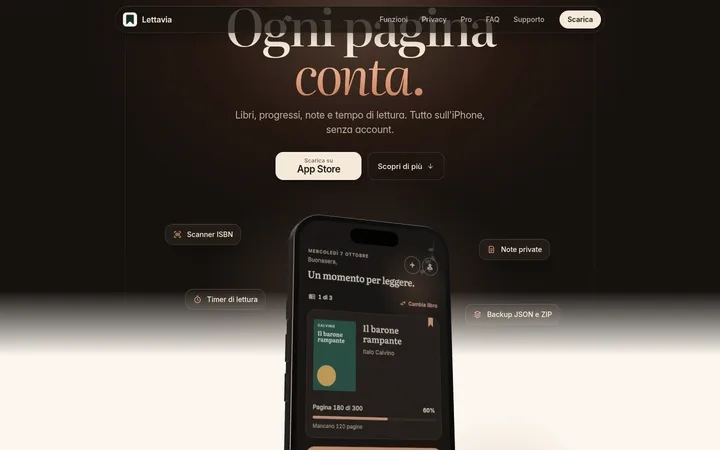 Lettavia
Funzioni
Privacy
Pro
FAQ
Supporto
Scarica
Ogni pagina
conta.
Libri, progressi, note e tempo di lettura. Tutto sull'iPhone,
senza account.
Scarica su
App Store
Scopri di più ↓
Scanner ISBN
Note private
Timer di lettura
Backup JSON e ZIP
MERCOLEDÌ 7 OTTOBRE
Buonasera,
Un momento per leggere.
1 di 3
Cambia libro
CALVINO
Il barone
rampante
Il barone
rampante
Italo Calvino
Pagina 180 di 300
60%
Mancano 120 pagine